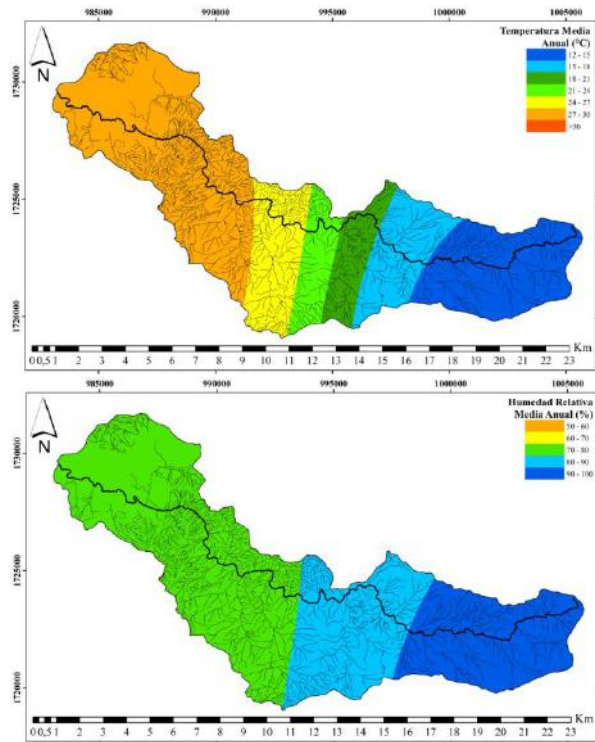 985000 990000 995000 1000000 1005000
Temperatura Media
Anual (°C)
12 - 15
15 - 18
18 - 21
21 - 24
24 - 27
27 - 30
>30
N
1730000
1725000
1720000
Km
0 0,5 1 2 3 4 5 6 7 8 9 10 11 12 13 14 15 16 17 18 19 20 21 22 23
985000 990000 995000 1000000 1005000
Humedad Relativa
Media Anual (%)
50 - 60
60 - 70
70 - 80
80 - 90
90 - 100
N
1730000
1725000
1720000
Km
0 0,5 1 2 3 4 5 6 7 8 9 10 11 12 13 14 15 16 17 18 19 20 21 22 23